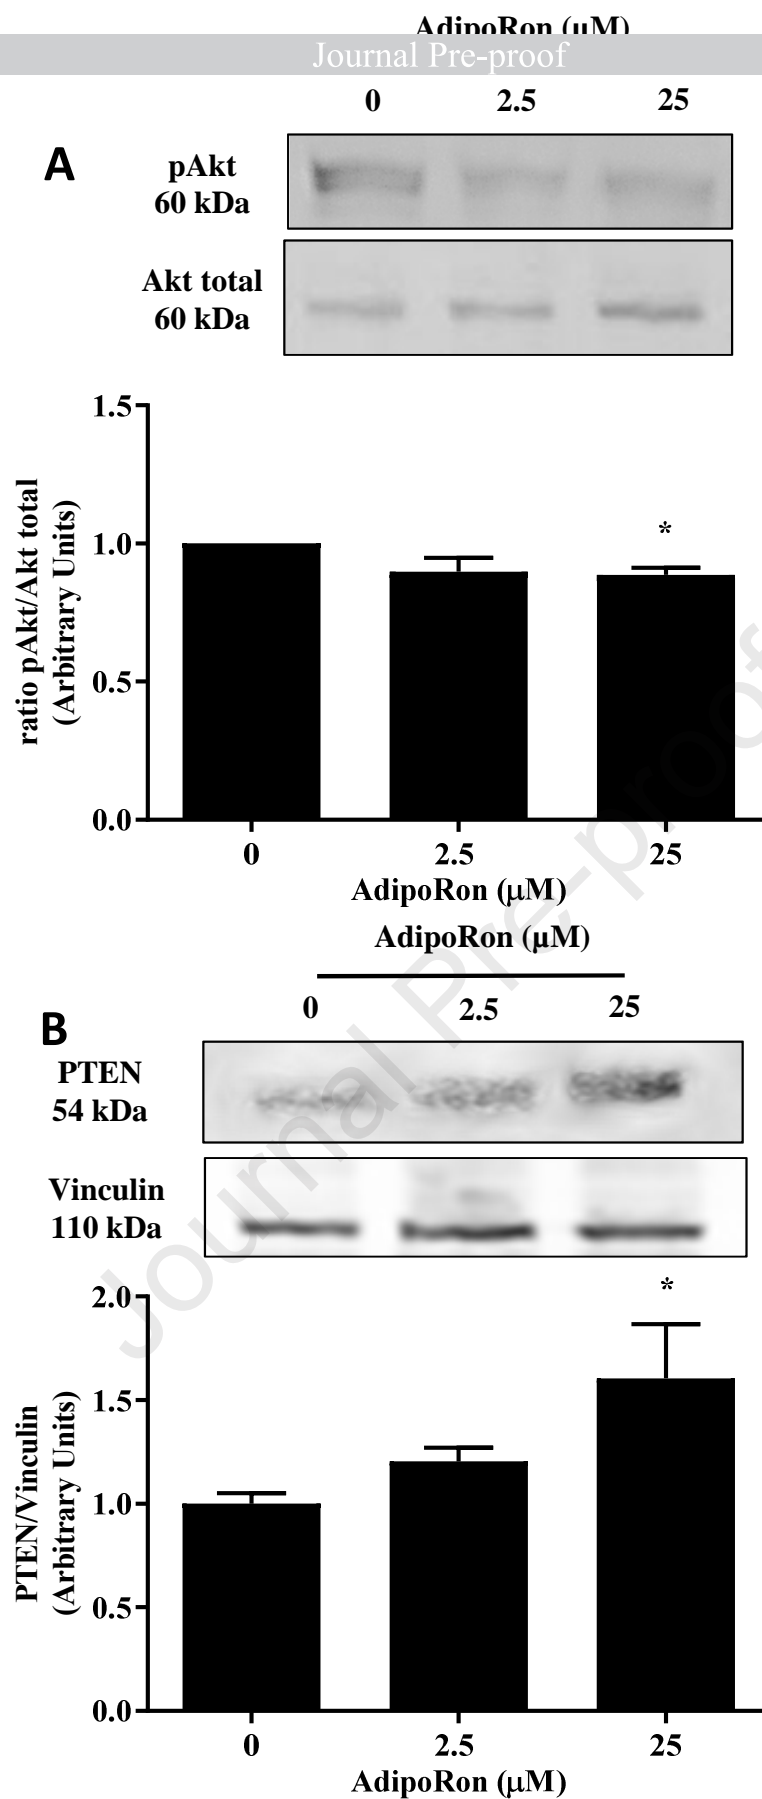 AdipoRon (µM)
Journal Pre-proof
0 2.5 25
A
pAkt
60 kDa
Akt total
60 kDa
1.5
1.0
0.5
0.0
ratio pAkt/Akt total
(Arbitrary Units)
*
0 2.5 25
AdipoRon (µM)
AdipoRon (µM)
0 2.5 25
B
PTEN
54 kDa
Vinculin
110 kDa
2.0
1.5
1.0
0.5
0.0
PTEN/Vinculin
(Arbitrary Units)
*
0 2.5 25
AdipoRon (µM)
Journal Pre-proof